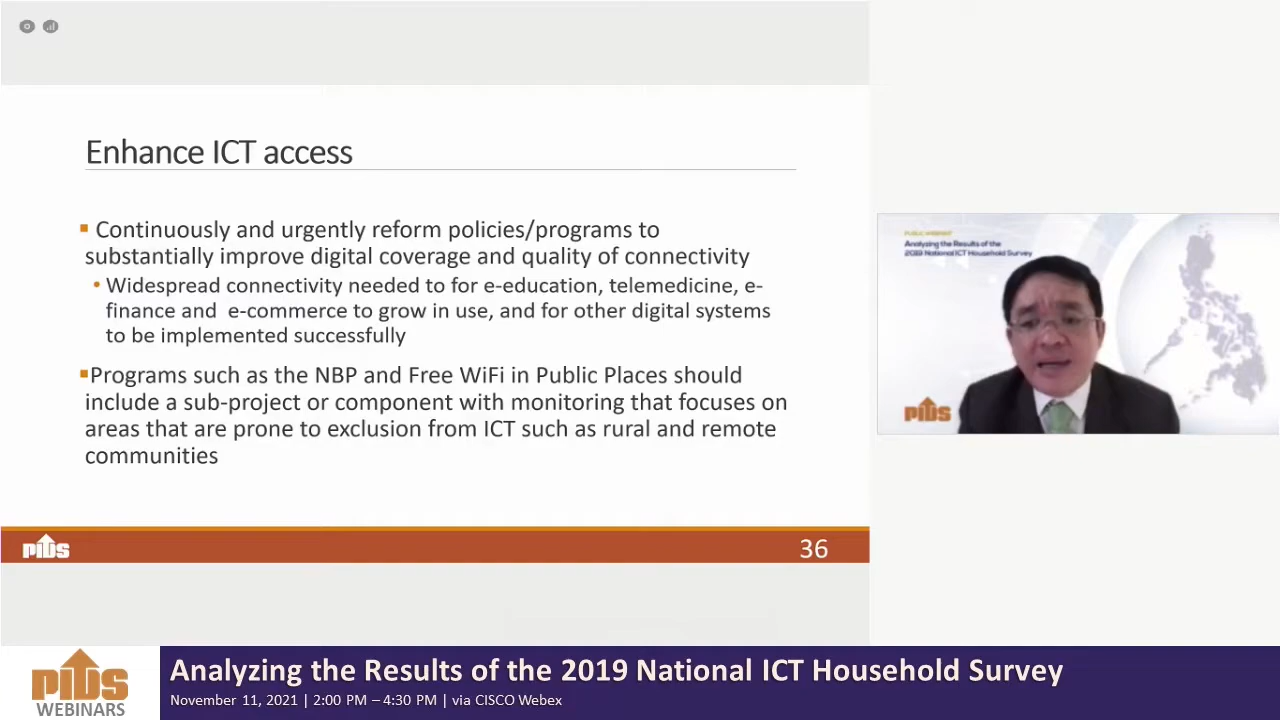 Enhance ICT access
▪ Continuously and urgently reform policies/programs to
substantially improve digital coverage and quality of connectivity
• Widespread connectivity needed to for e-education, telemedicine, e-
finance and e-commerce to grow in use, and for other digital systems
to be implemented successfully
▪Programs such as the NBP and Free WiFi in Public Places should
include a sub-project or component with monitoring that focuses on
areas that are prone to exclusion from ICT such as rural and remote
communities
PIDS
36
PUBLIC WEBINAR
Analyzing the Results of the
2019 National ICT Household Survey
PIDS
PIDS
WEBINARS
Analyzing the Results of the 2019 National ICT Household Survey
November 11, 2021 | 2:00 PM – 4:30 PM | via CISCO Webex